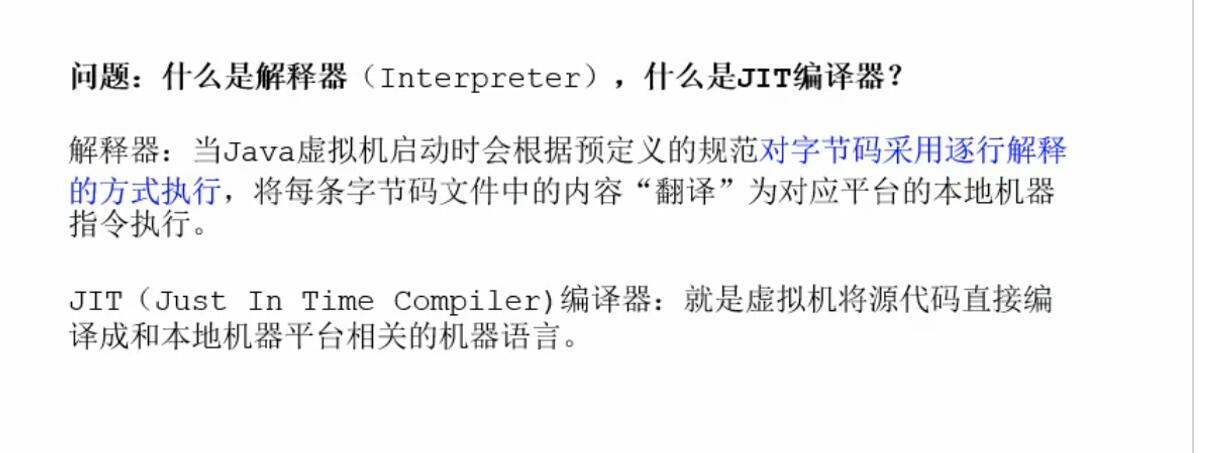 问题：什么是解释器（Interpreter），什么是JIT编译器？
解释器：当Java虚拟机启动时会根据预定义的规范对字节码采用逐行解释
的方式执行，将每条字节码文件中的内容“翻译”为对应平台的本地机器
指令执行。
JIT（Just In Time Compiler)编译器：就是虚拟机将源代码直接编
译成和本地机器平台相关的机器语言。